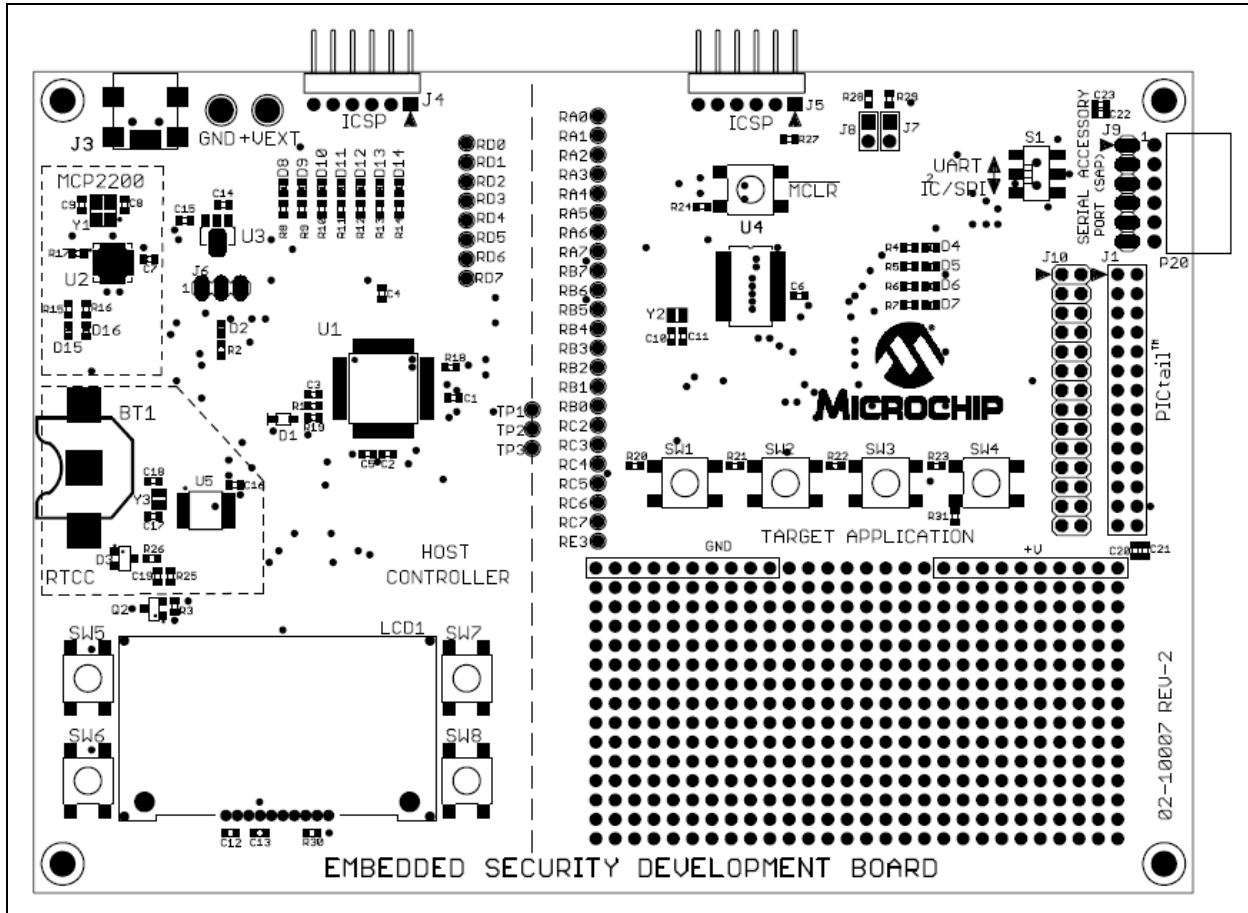 J3
GND +VEXT
J4
ICSP
MCP2200
C9
C8
Y1
R17
U2
C7
R15
R16
D15
D16
C14
C15
U3
J6
1
D2
R2
D8
D9
D10
D11
D12
D13
D14
R8
R9
R10
R11
R12
R13
R14
RD0
RD1
RD2
RD3
RD4
RD5
RD6
RD7
C4
U1
R18
C3
R1
R19
D1
C1
C5
C2
TP1
TP2
TP3
BT1
C18
Y3
C17
U5
C16
D3
R26
C19
R25
RTCC
Q2
R3
HOST
CONTROLLER
LCD1
SW5
SW6
SW7
SW8
C12
C13
R30
RA0
RA1
RA2
RA3
RA4
RA5
RA6
RA7
RB7
RB6
RB5
RB4
RB3
RB2
RB1
RB0
RC2
RC3
RC4
RC5
RC6
RC7
RE3
J5
ICSP
R27
R28
R29
J8
J7
MCLR
R24
U4
C6
Y2
C10
C11
S1
UART
I²C/SPI
C23
C22
J9
1
SERIAL ACCESSORY
PORT (SAP)
P20
R4
D4
R5
D5
R6
D6
R7
D7
J10
J1
PICtail™
MICROCHIP
®
R20
SW1
R21
SW2
R22
SW3
R23
SW4
R31
TARGET APPLICATION
GND
+V
C20
C21
02-10007 REV-2
EMBEDDED SECURITY DEVELOPMENT BOARD